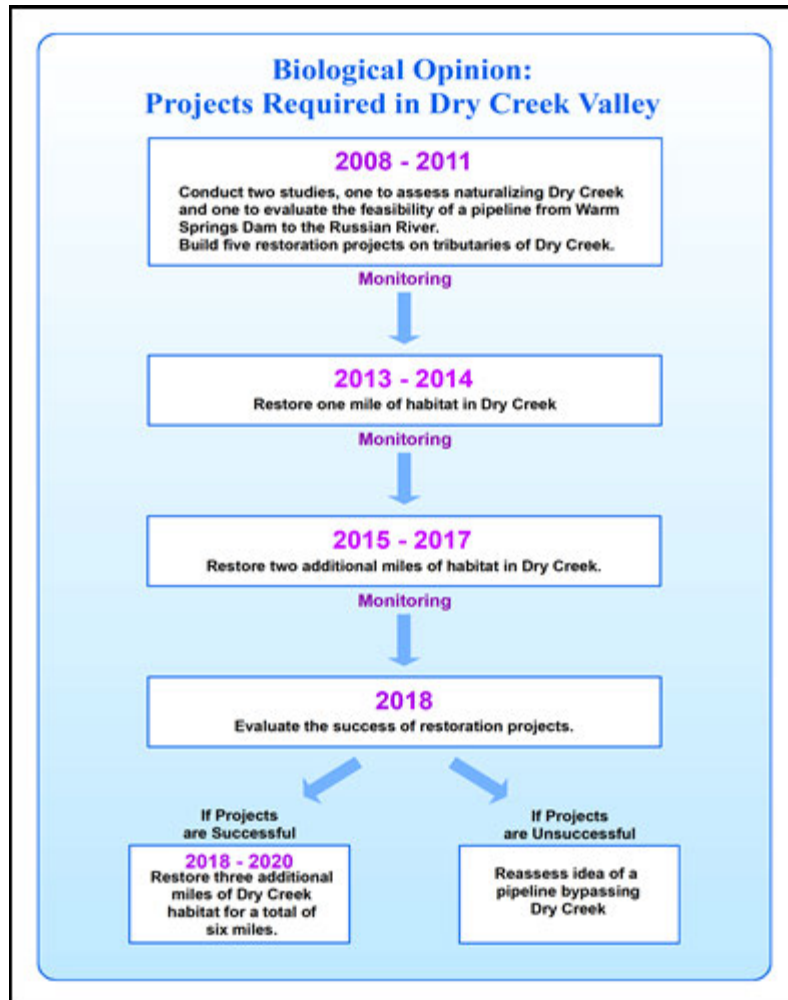 Biological Opinion:
Projects Required in Dry Creek Valley
2008 - 2011
Conduct two studies, one to assess naturalizing Dry Creek
and one to evaluate the feasibility of a pipeline from Warm
Springs Dam to the Russian River.
Build five restoration projects on tributaries of Dry Creek.
Monitoring
2013 - 2014
Restore one mile of habitat in Dry Creek
Monitoring
2015 - 2017
Restore two additional miles of habitat in Dry Creek.
Monitoring
2018
Evaluate the success of restoration projects.
If Projects
are Successful
2018 - 2020
Restore three additional
miles of Dry Creek
habitat for a total of
six miles.
If Projects
are Unsuccessful
Reassess idea of a
pipeline bypassing
Dry Creek